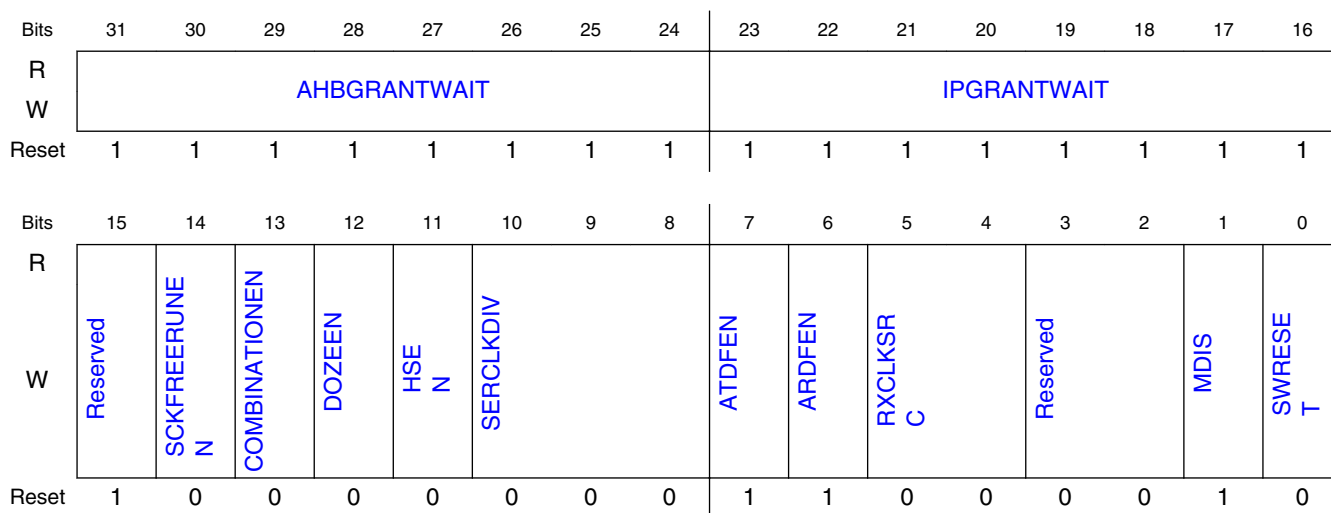 Bits 31 30 29 28 27 26 25 24 23 22 21 20 19 18 17 16
R
AHBGRANTWAIT IPGRANTWAIT
W
Reset 1 1 1 1 1 1 1 1 1 1 1 1 1 1 1 1
Bits 15 14 13 12 11 10 9 8 7 6 5 4 3 2 1 0
R
W
Reserved
SCKFREERUNE
N
COMBINATIONEN
DOZEEN
HSE
N
SERCLKDIV
ATDFEN
ARDFEN
RXCLKSR
C
Reserved
MDIS
SWRESE
T
Reset 1 0 0 0 0 0 0 0 1 1 0 0 0 0 1 0